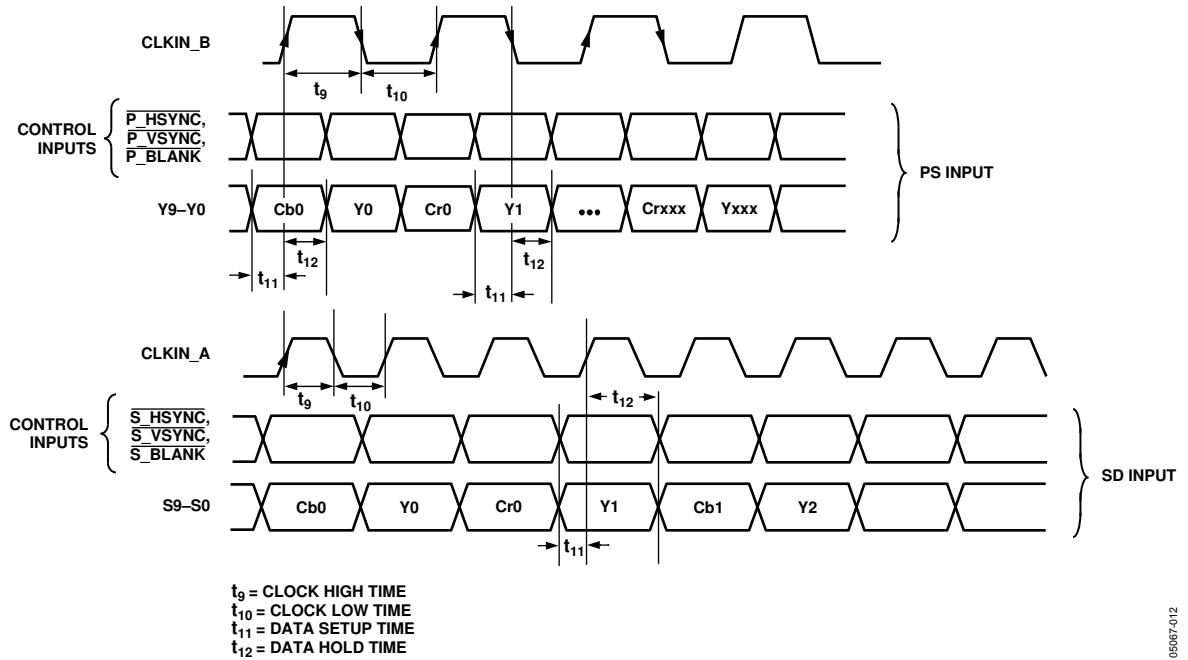 CLKIN_B
t9
t10
CONTROL
INPUTS
P_HSYNC,
P_VSYNC,
P_BLANK
PS INPUT
Y9–Y0
Cb0
Y0
Cr0
Y1
•••
Crxxx
Yxxx
t12
t12
t11
t11
CLKIN_A
t9
t10
t12
CONTROL
INPUTS
S_HSYNC,
S_VSYNC,
S_BLANK
SD INPUT
S9–S0
Cb0
Y0
Cr0
Y1
Cb1
Y2
t11
t9 = CLOCK HIGH TIME
t10 = CLOCK LOW TIME
t11 = DATA SETUP TIME
t12 = DATA HOLD TIME
05067-012